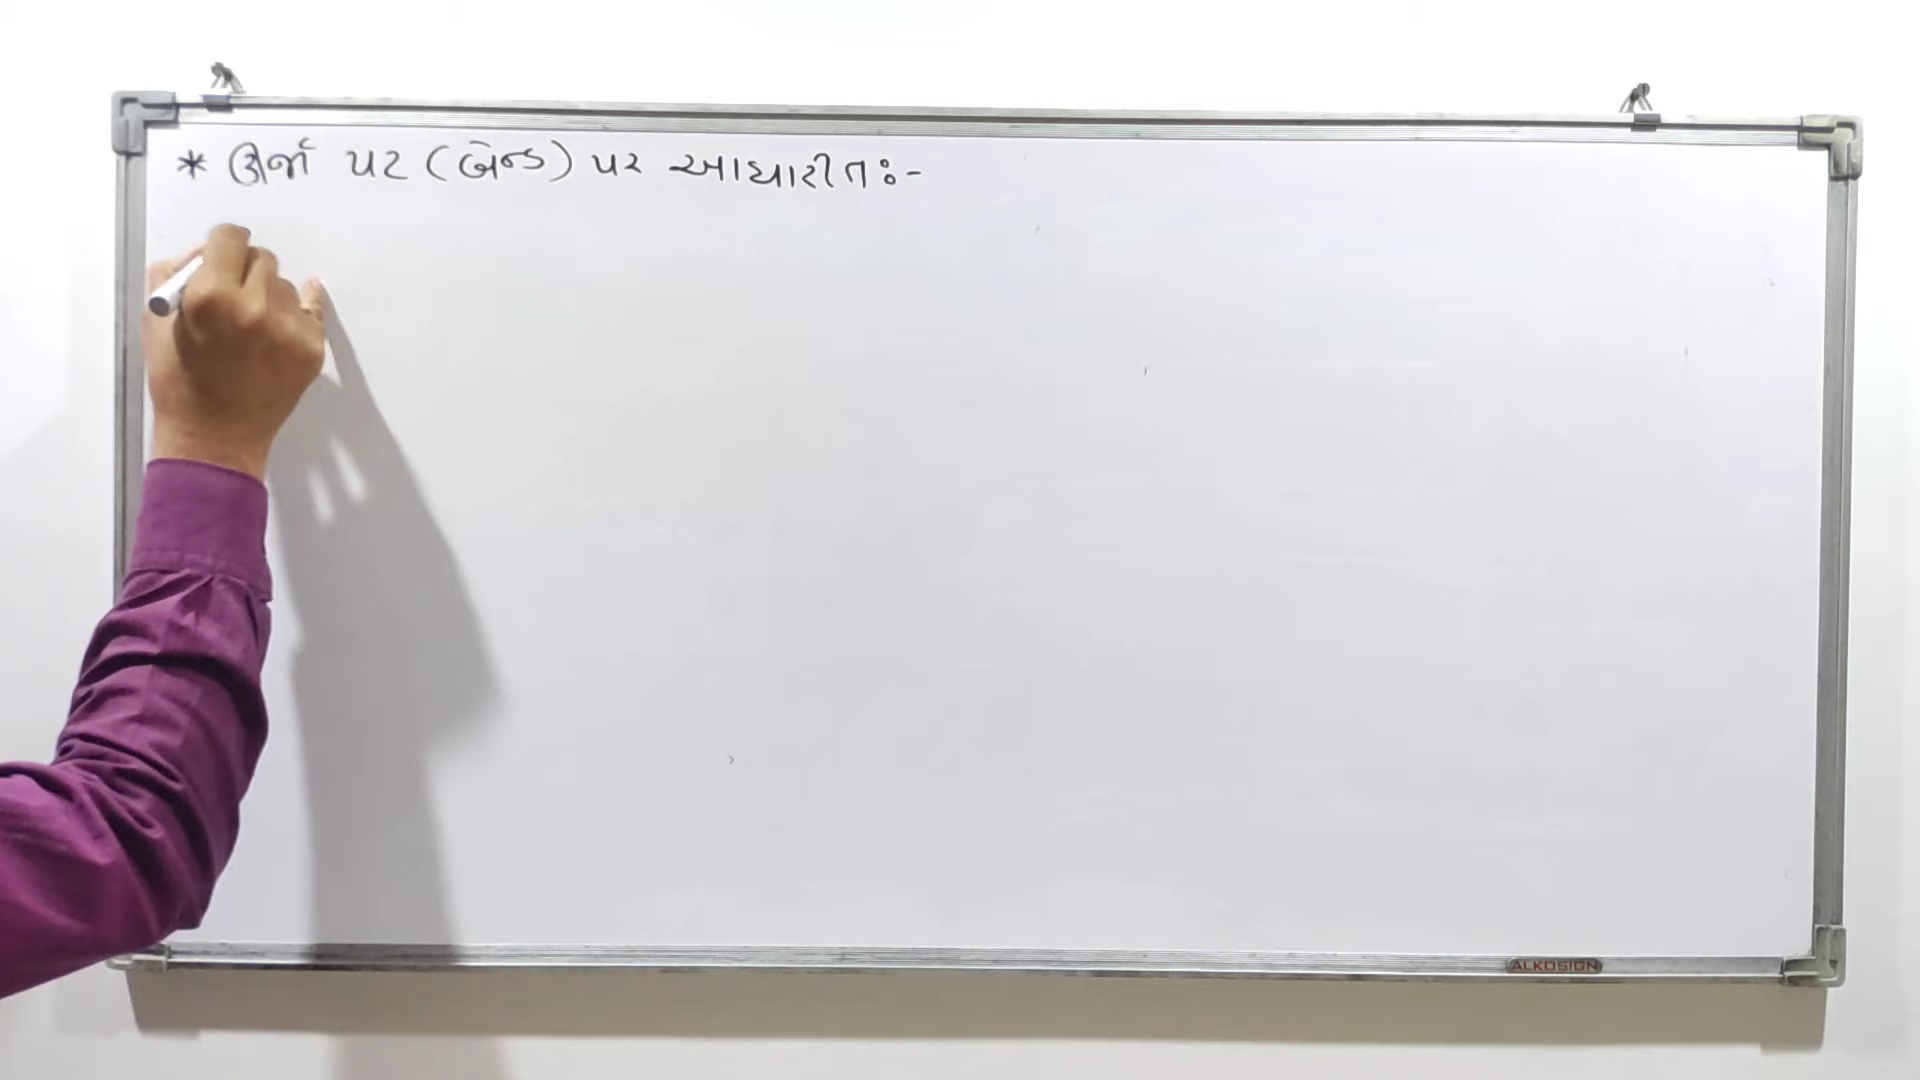 * ઊર્જા પટ (બેન્ડ) પર આધારીત :-
ALKOSIGN